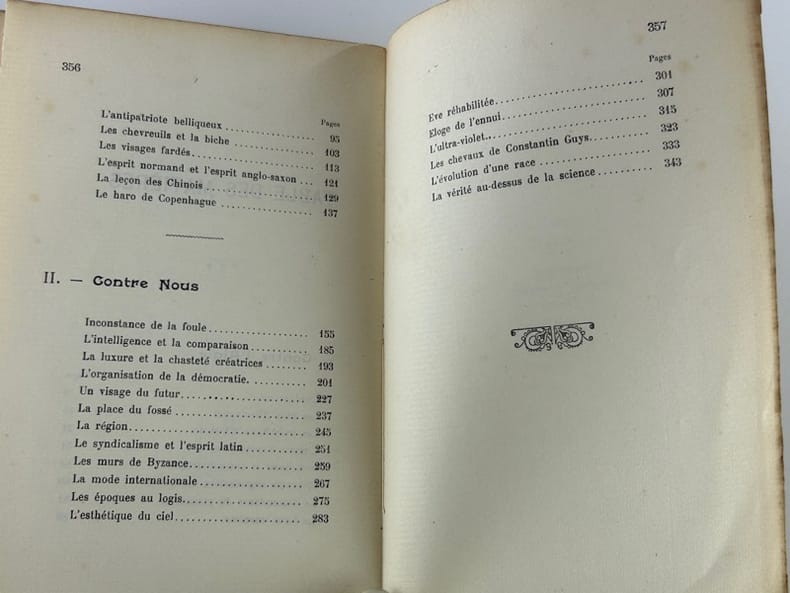 356
Pages
L'antipatriote belliqueux . . . . . . . . . . . . . . . . 95
Les chevreuils et la biche . . . . . . . . . . . . . . 103
Les visages fardés. . . . . . . . . . . . . . . . . . . . 113
L'esprit normand et l'esprit anglo-saxon . . . 121
La leçon des Chinois . . . . . . . . . . . . . . . . . . 129
Le haro de Copenhague . . . . . . . . . . . . . . . 137
II. — Contre Nous
Inconstance de la foule. . . . . . . . . . . . . . . . . 155
L'intelligence et la comparaison . . . . . . . . . . 185
La luxure et la chasteté créatrices . . . . . . . . 193
L'organisation de la démocratie. . . . . . . . . . . 201
Un visage du futur. . . . . . . . . . . . . . . . . . . . 227
La place du fossé . . . . . . . . . . . . . . . . . . . . 237
La région. . . . . . . . . . . . . . . . . . . . . . . . . . 245
Le syndicalisme et l'esprit latin . . . . . . . . . . . 251
Les murs de Byzance. . . . . . . . . . . . . . . . . . 259
La mode internationale . . . . . . . . . . . . . . . . 267
Les époques au logis. . . . . . . . . . . . . . . . . . 275
L'esthétique du ciel. . . . . . . . . . . . . . . . . . . 283
357
Pages
Eve réhabilitée. . . . . . . . . . . . . . . . . . . . . . 301
Eloge de l'ennui . . . . . . . . . . . . . . . . . . . . . 307
L'ultra-violet.. . . . . . . . . . . . . . . . . . . . . . . 315
Les chevaux de Constantin Guys. . . . . . . . . . 323
L'évolution d'une race . . . . . . . . . . . . . . . . . 333
La vérité au-dessus de la science . . . . . . . . . . 343